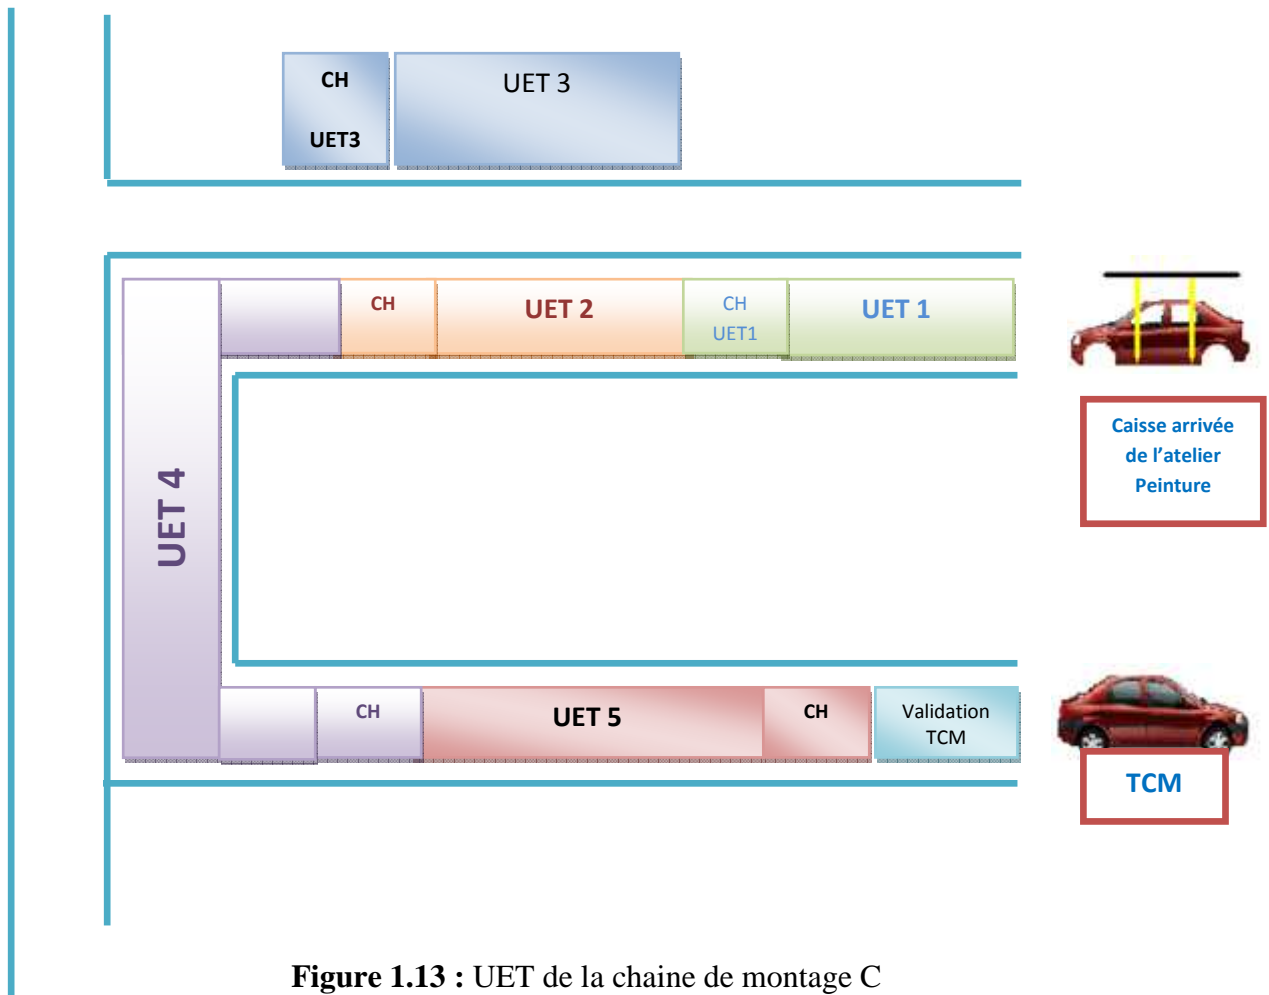 CH
UET3
UET 3
CH
UET 2
CH
UET1
UET 1
Caisse arrivée
de l’atelier
Peinture
UET 4
CH
UET 5
CH
Validation
TCM
TCM
Figure 1.13 : UET de la chaine de montage C